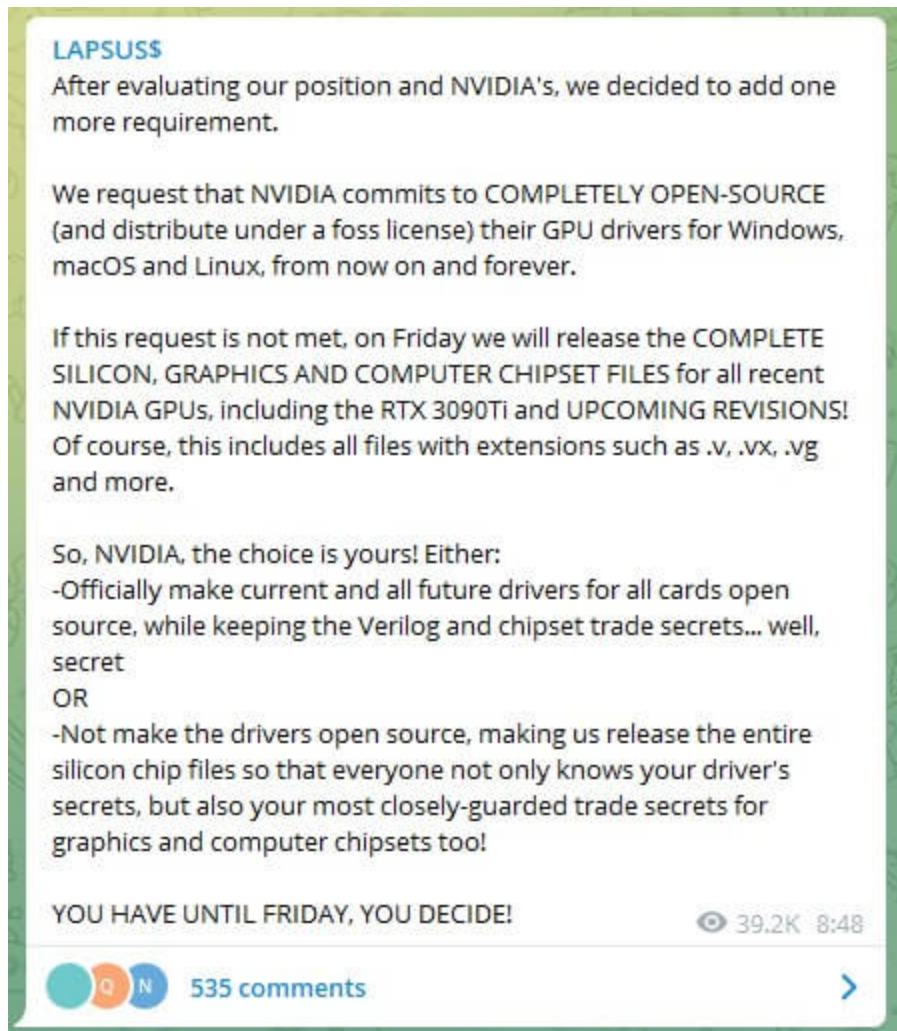 LAPSUS$
After evaluating our position and NVIDIA's, we decided to add one
more requirement.
We request that NVIDIA commits to COMPLETELY OPEN-SOURCE
(and distribute under a foss license) their GPU drivers for Windows,
macOS and Linux, from now on and forever.
If this request is not met, on Friday we will release the COMPLETE
SILICON, GRAPHICS AND COMPUTER CHIPSET FILES for all recent
NVIDIA GPUs, including the RTX 3090Ti and UPCOMING REVISIONS!
Of course, this includes all files with extensions such as .v, .vx, .vg
and more.
So, NVIDIA, the choice is yours! Either:
-Officially make current and all future drivers for all cards open
source, while keeping the Verilog and chipset trade secrets... well,
secret
OR
-Not make the drivers open source, making us release the entire
silicon chip files so that everyone not only knows your driver's
secrets, but also your most closely-guarded trade secrets for
graphics and computer chipsets too!
YOU HAVE UNTIL FRIDAY, YOU DECIDE!
39.2K 8:48
Q N 535 comments